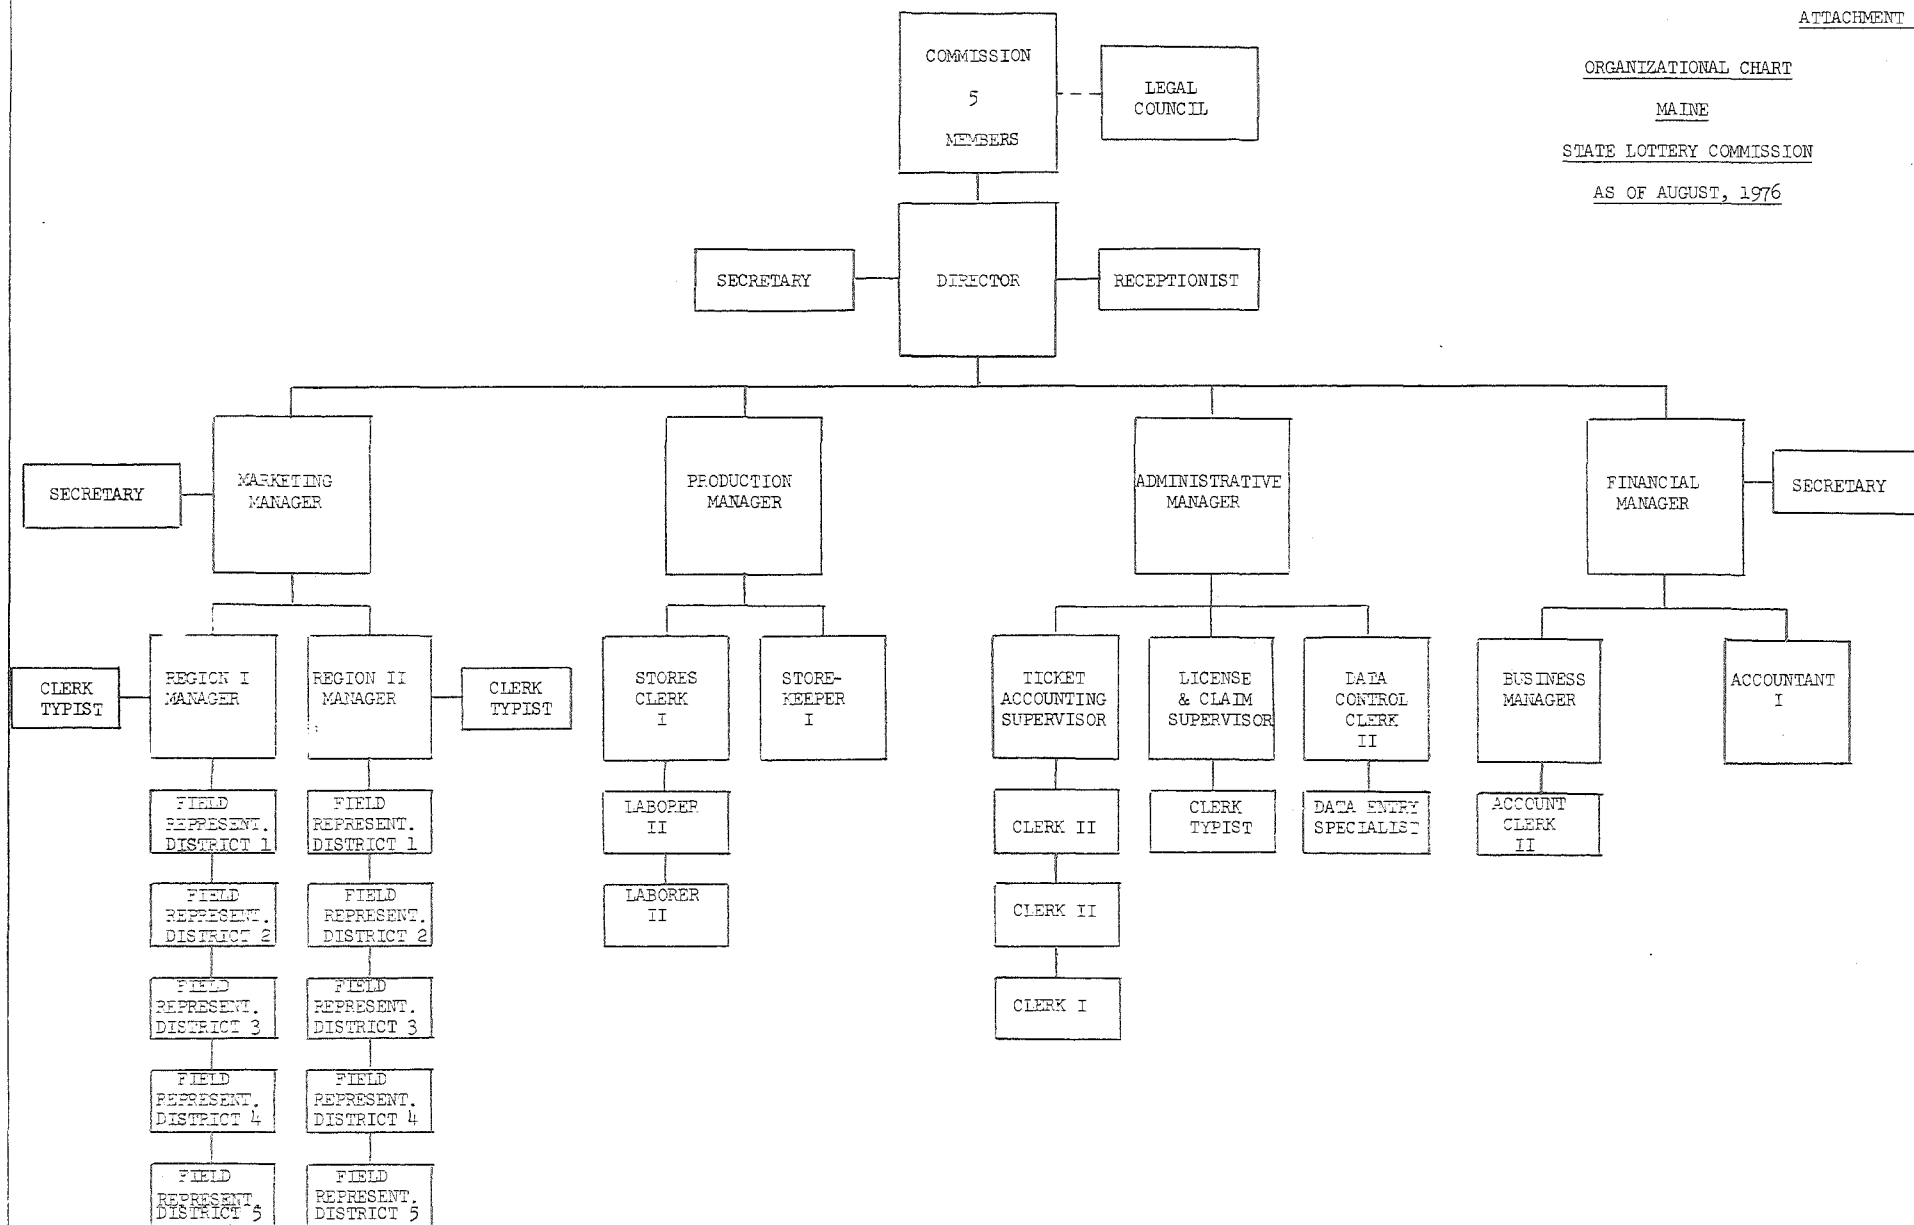 ATTACHMENT
ORGANIZATIONAL CHART
MAINE
STATE LOTTERY COMMISSION
AS OF AUGUST, 1976
COMMISSION
5
MEMBERS
LEGAL
COUNCIL
SECRETARY
DIRECTOR
RECEPTIONIST
SECRETARY
MARKETING
MANAGER
PRODUCTION
MANAGER
ADMINISTRATIVE
MANAGER
FINANCIAL
MANAGER
SECRETARY
CLERK
TYPIST
REGION I
MANAGER
REGION II
MANAGER
CLERK
TYPIST
STORES
CLERK
I
STORE-
KEEPER
I
TICKET
ACCOUNTING
SUPERVISOR
LICENSE
& CLAIM
SUPERVISOR
DATA
CONTROL
CLERK
II
BUSINESS
MANAGER
ACCOUNTANT
I
FIELD
REPRESENT.
DISTRICT 1
FIELD
REPRESENT.
DISTRICT 1
LABORER
II
CLERK II
CLERK
TYPIST
DATA ENTRY
SPECIALIST
ACCOUNT
CLERK
II
FIELD
REPRESENT.
DISTRICT 2
FIELD
REPRESENT.
DISTRICT 2
LABORER
II
CLERK II
FIELD
REPRESENT.
DISTRICT 3
FIELD
REPRESENT.
DISTRICT 3
CLERK I
FIELD
REPRESENT.
DISTRICT 4
FIELD
REPRESENT.
DISTRICT 4
FIELD
REPRESENT.
DISTRICT 5
FIELD
REPRESENT.
DISTRICT 5